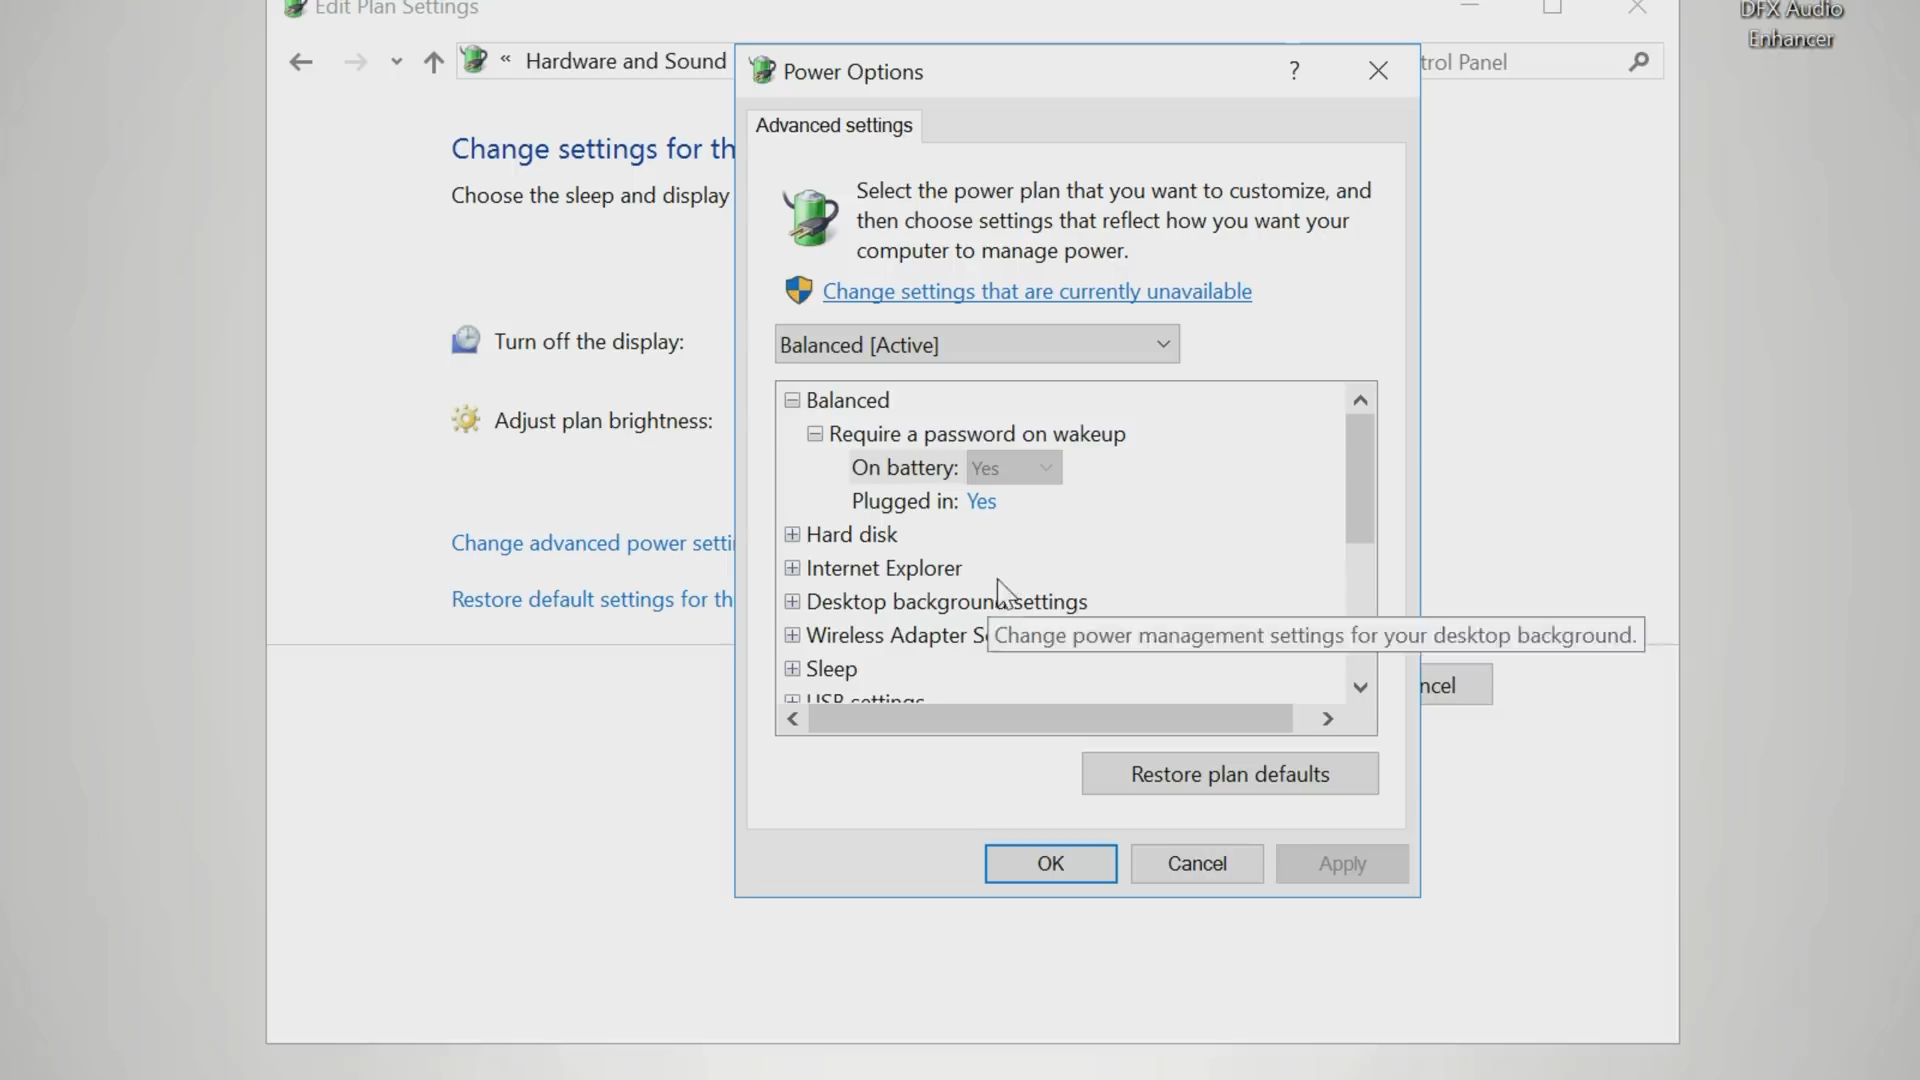 Edit Plan Settings
DFX Audio
Enhancer
« Hardware and Sound
trol Panel
Power Options
?
Advanced settings
Change settings for th
Choose the sleep and display
Select the power plan that you want to customize, and
then choose settings that reflect how you want your
computer to manage power.
Change settings that are currently unavailable
Turn off the display:
Balanced [Active]
Adjust plan brightness:
Balanced
Require a password on wakeup
On battery: Yes
Plugged in: Yes
Hard disk
Internet Explorer
Desktop background settings
Wireless Adapter S
Change power management settings for your desktop background.
Sleep
USB settings
Change advanced power setti
Restore default settings for th
ncel
Restore plan defaults
OK
Cancel
Apply